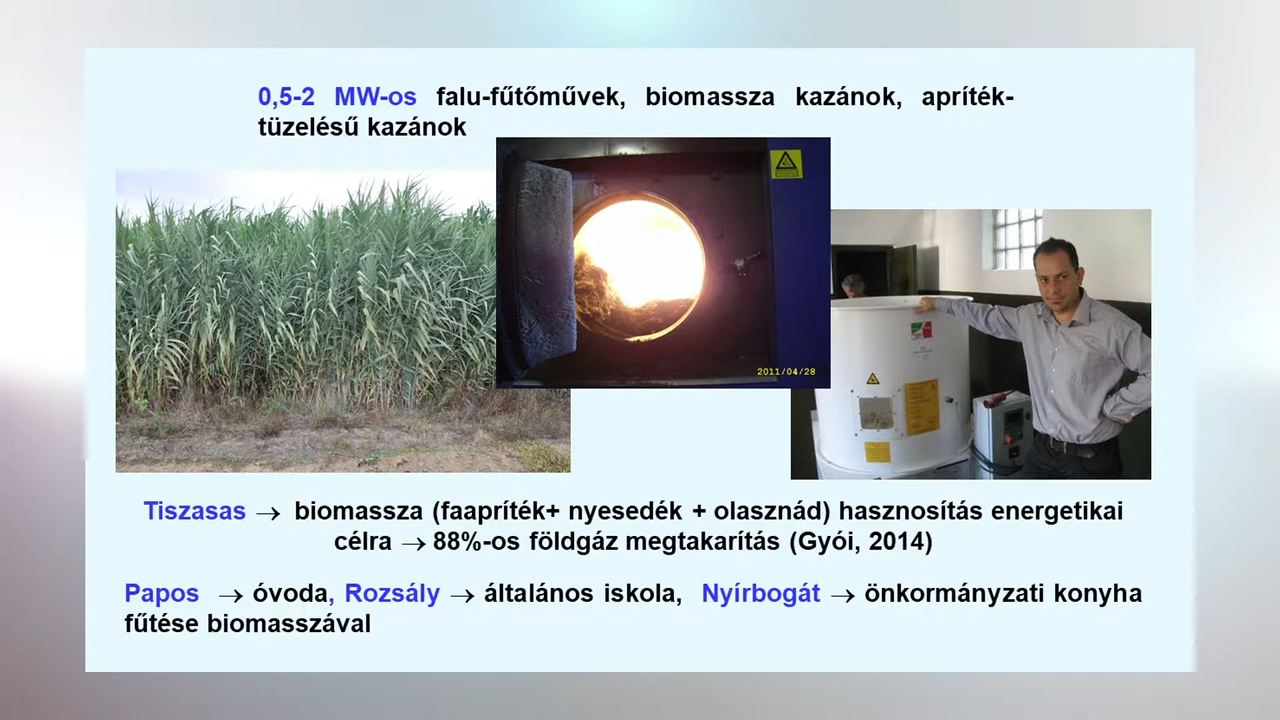 0,5-2 MW-os falu-fűtőművek, biomassza kazánok, apríték-
tüzelésű kazánok
2011/04/28
Tiszasas → biomassza (faapríték+ nyesedék + olasznád) hasznosítás energetikai
célra → 88%-os földgáz megtakarítás (Gyói, 2014)
Papos → óvoda, Rozsály → általános iskola, Nyírbogát → önkormányzati konyha
fűtése biomasszával